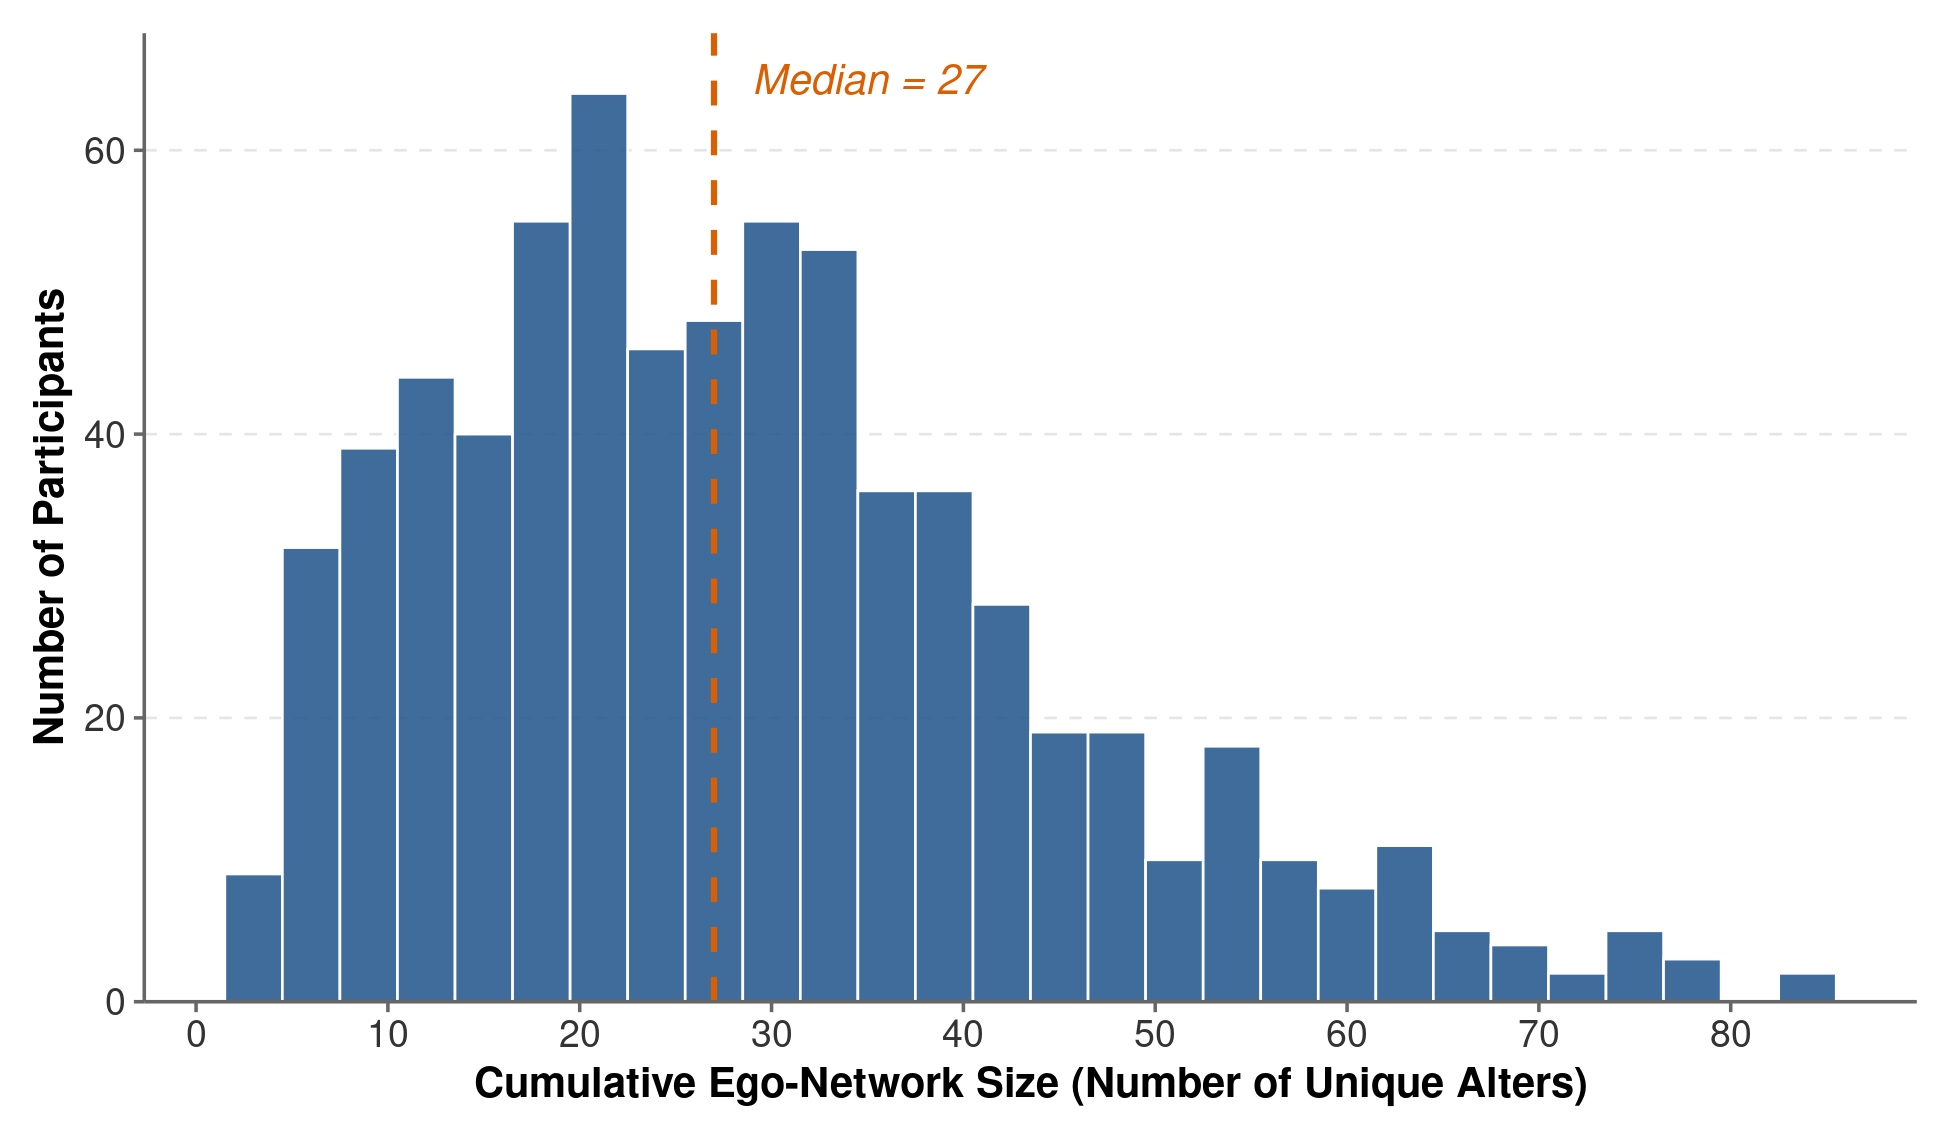 Median = 27
60
40
20
0
Number of Participants
0 10 20 30 40 50 60 70 80
Cumulative Ego-Network Size (Number of Unique Alters)